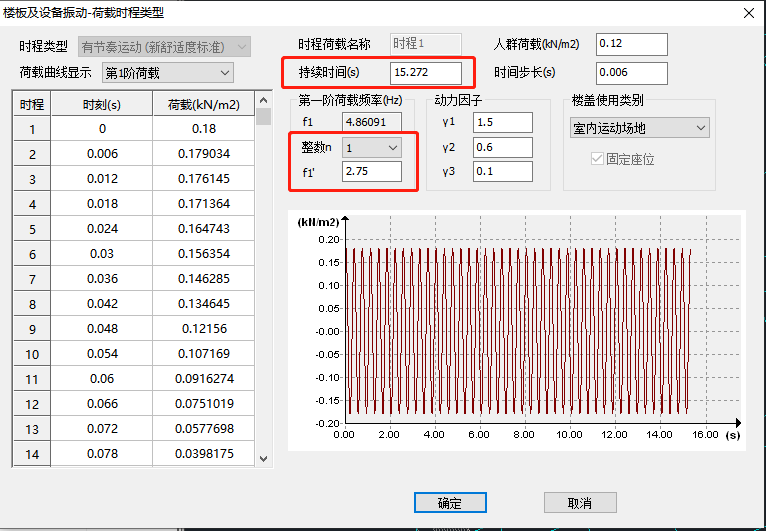 楼板及设备振动-荷载时程类型
时程类型 有节奏运动 (新舒适度标准)
荷载曲线显示 第1阶荷载
时程荷载名称 时程1 人群荷载(kN/m2) 0.12
持续时间(s) 15.272 时间步长(s) 0.006
第一阶荷载频率(Hz) 动力因子 楼盖使用类别
f1 4.86091 γ1 1.5 室内运动场地
整数n 1 γ2 0.6 固定座位
f1' 2.75 γ3 0.1
时程 时刻(s) 荷载(kN/m2)
1 0 0.18
2 0.006 0.179034
3 0.012 0.176145
4 0.018 0.171364
5 0.024 0.164743
6 0.03 0.156354
7 0.036 0.146285
8 0.042 0.134645
9 0.048 0.12156
10 0.054 0.107169
11 0.06 0.0916274
12 0.066 0.0751019
13 0.072 0.0577698
14 0.078 0.0398175
(kN/m2)
0.20
0.15
0.10
0.05
-0.00
-0.05
-0.10
-0.15
-0.20
0.00 2.00 4.00 6.00 8.00 10.00 12.00 14.00 16.00 (s)
确定 取消